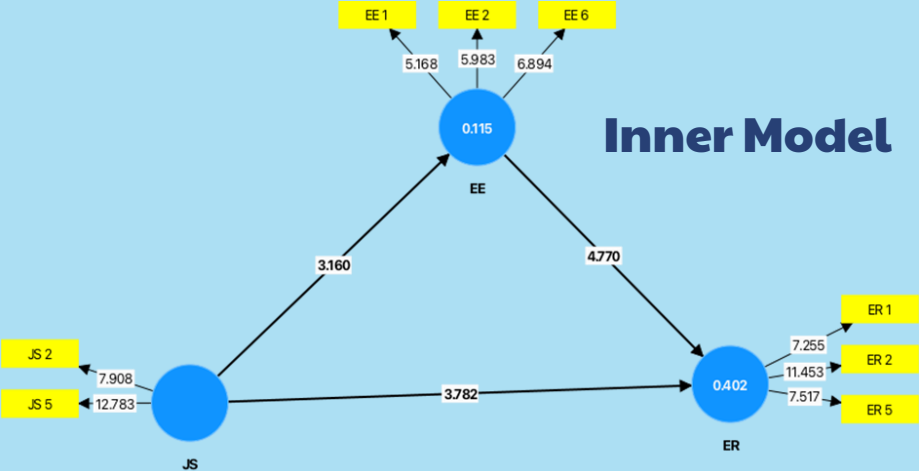 EE 1
EE 2
EE 6
5.168
5.983
6.894
0.115
Inner Model
EE
3.160
4.770
JS 2
JS 5
7.908
12.783
JS
3.782
0.402
ER
7.255
11.453
7.517
ER 1
ER 2
ER 5